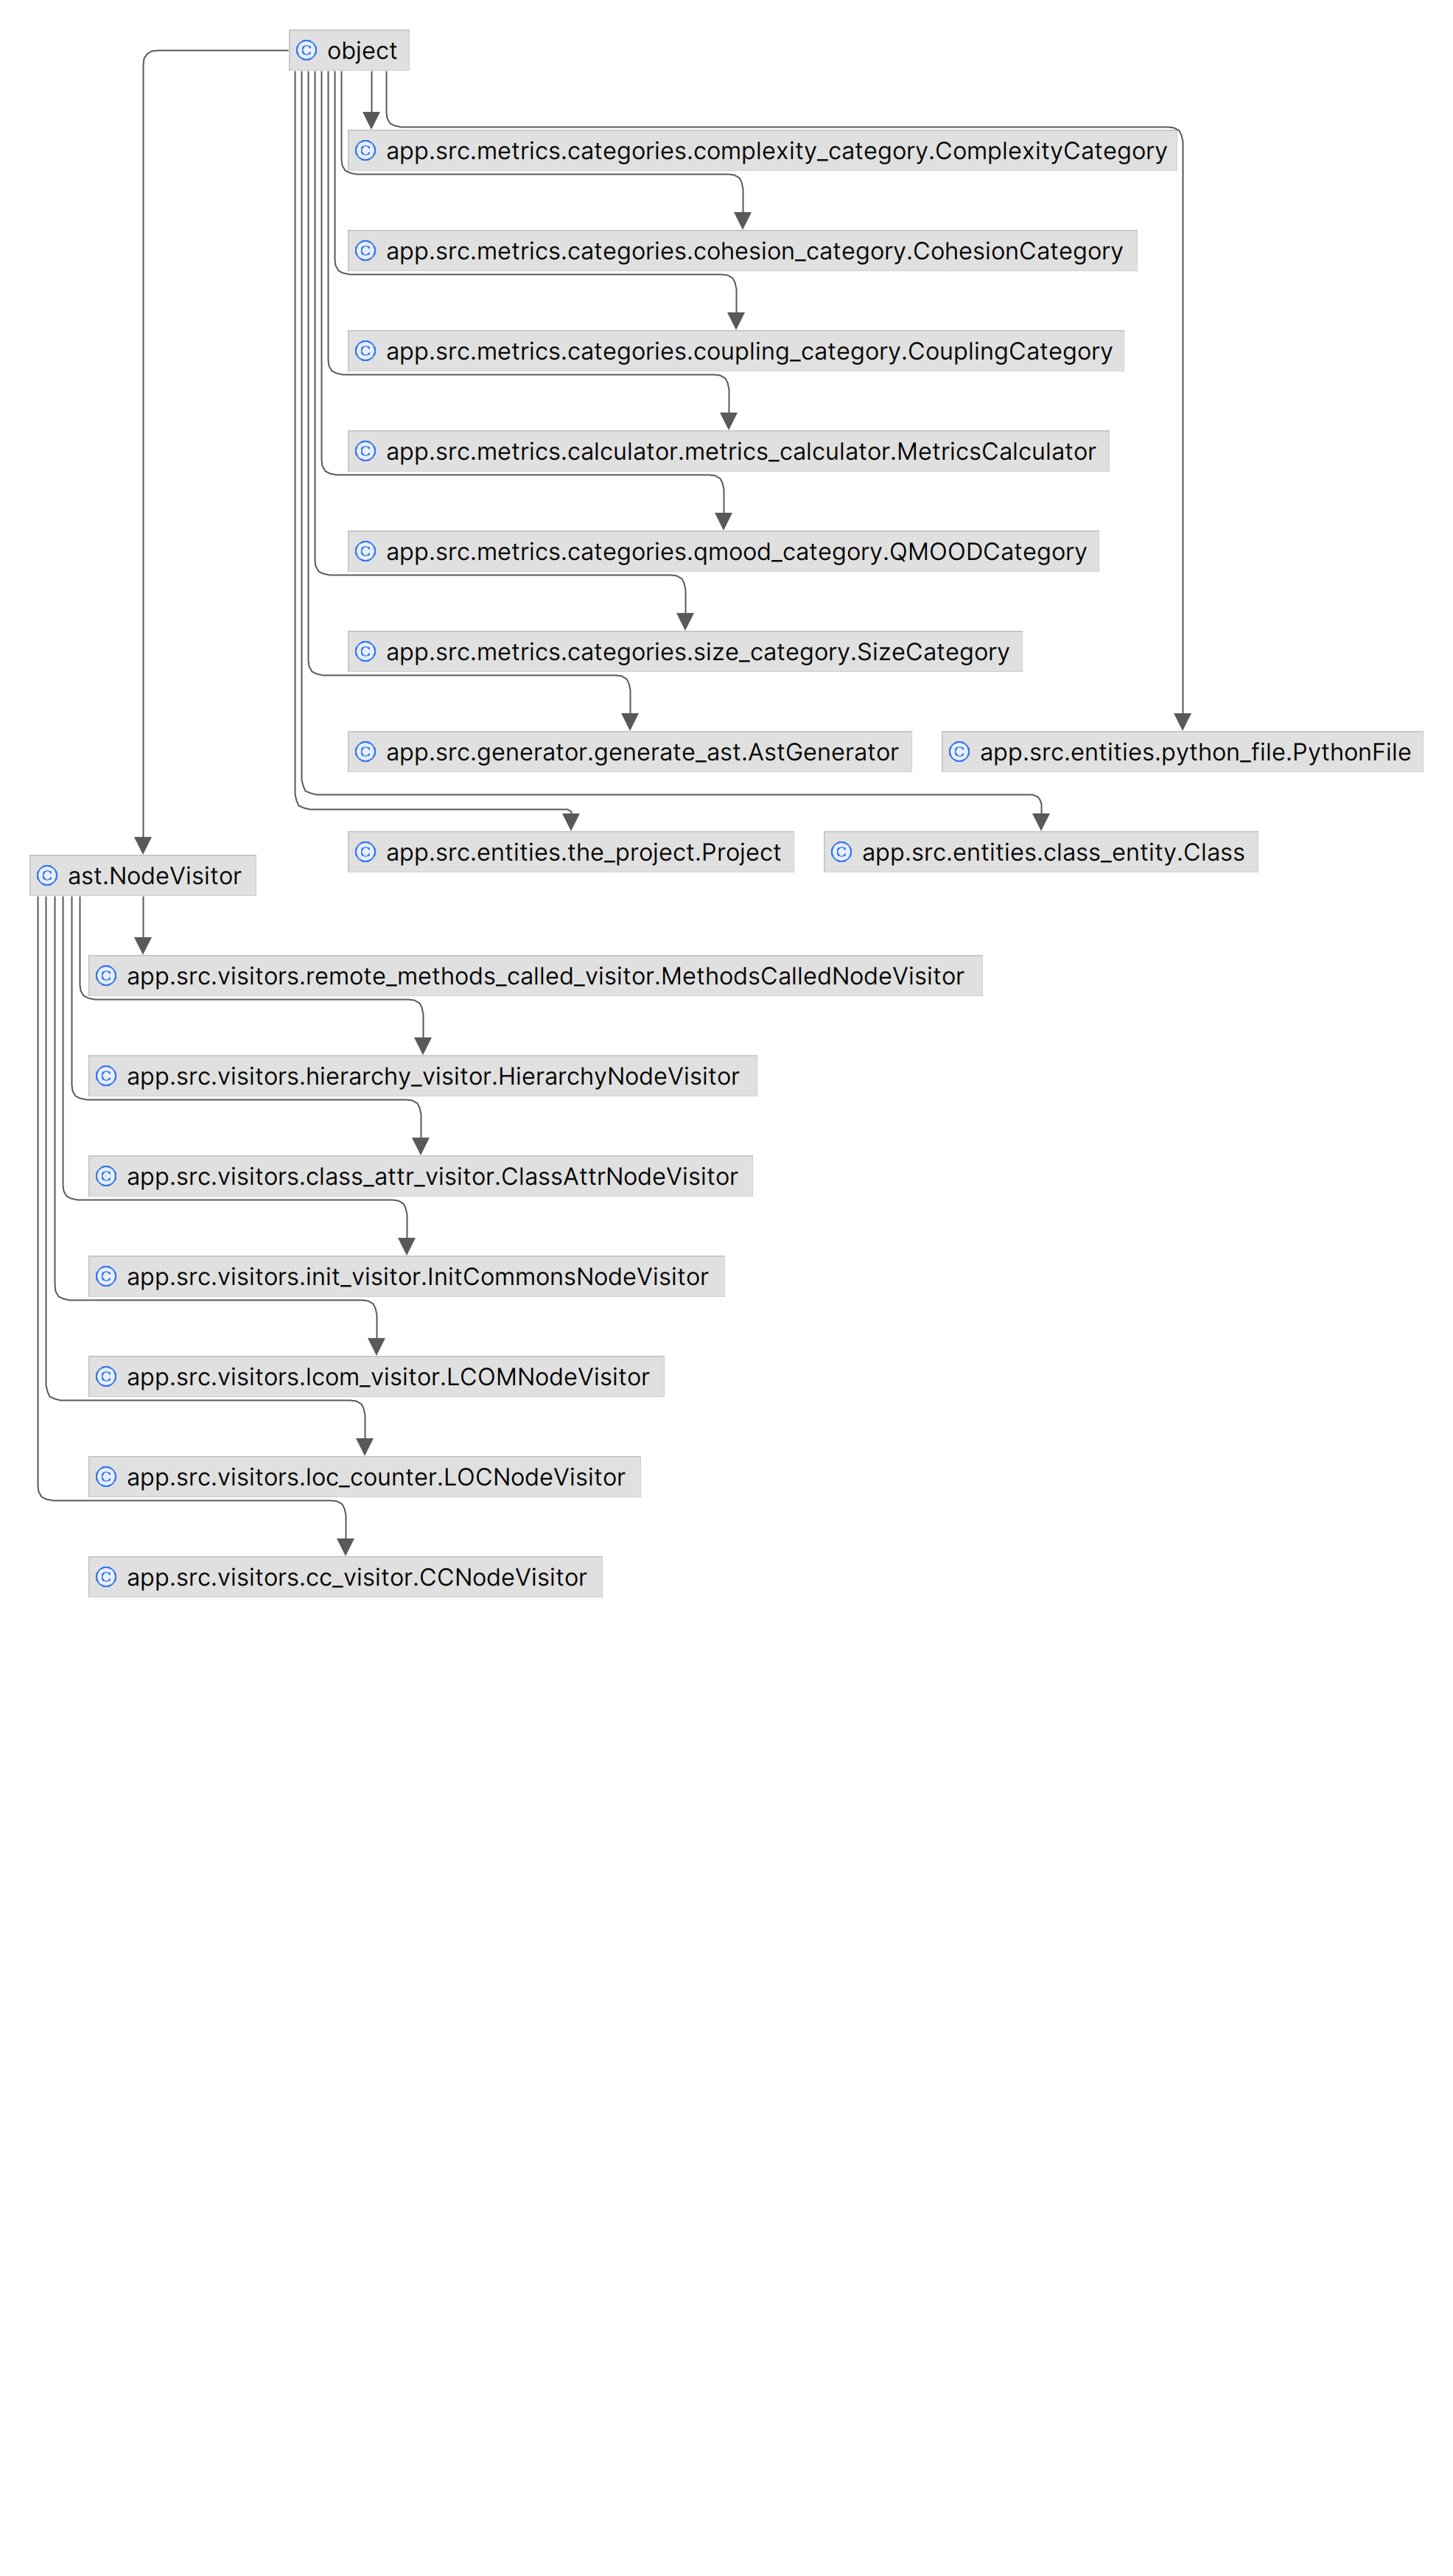 object
app.src.metrics.categories.complexity_category.ComplexityCategory
app.src.metrics.categories.cohesion_category.CohesionCategory
app.src.metrics.categories.coupling_category.CouplingCategory
app.src.metrics.calculator.metrics_calculator.MetricsCalculator
app.src.metrics.categories.qmood_category.QMOODCategory
app.src.metrics.categories.size_category.SizeCategory
app.src.generator.generate_ast.AstGenerator
app.src.entities.python_file.PythonFile
app.src.entities.the_project.Project
app.src.entities.class_entity.Class
ast.NodeVisitor
app.src.visitors.remote_methods_called_visitor.MethodsCalledNodeVisitor
app.src.visitors.hierarchy_visitor.HierarchyNodeVisitor
app.src.visitors.class_attr_visitor.ClassAttrNodeVisitor
app.src.visitors.init_visitor.InitCommonsNodeVisitor
app.src.visitors.lcom_visitor.LCOMNodeVisitor
app.src.visitors.loc_counter.LOCNodeVisitor
app.src.visitors.cc_visitor.CCNodeVisitor